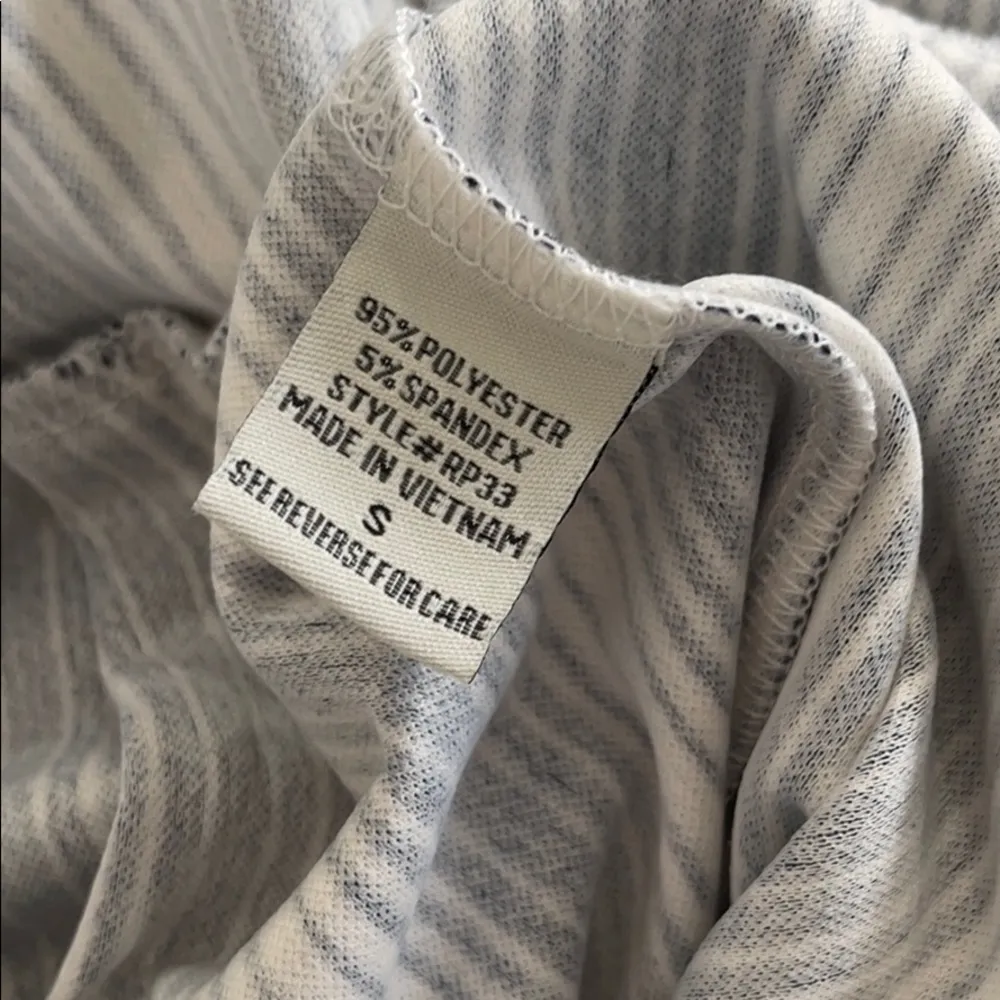 95% POLYESTER
5% SPANDEX
STYLE# RP33
MADE IN VIETNAM
S
SEE REVERSE FOR CARE